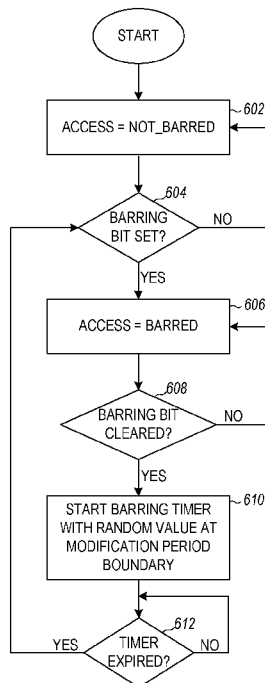 START
602
ACCESS = NOT_BARRED
604
BARRING
BIT SET?
NO
YES
606
ACCESS = BARRED
608
BARRING BIT
CLEARED?
NO
YES
610
START BARRING TIMER
WITH RANDOM VALUE AT
MODIFICATION PERIOD
BOUNDARY
612
YES
TIMER
EXPIRED?
NO